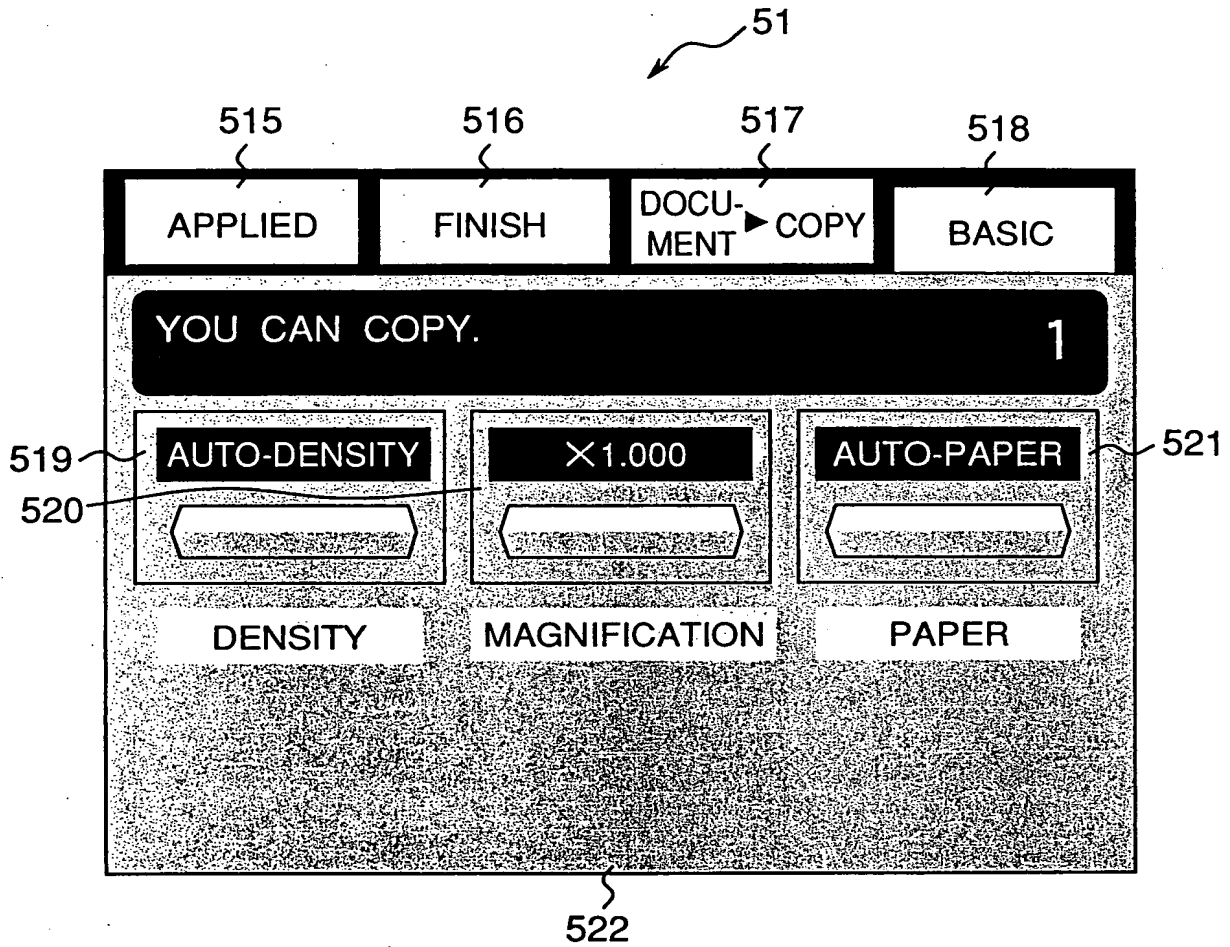 51
515 516 517 518
APPLIED FINISH DOCU-MENT ▶ COPY BASIC
YOU CAN COPY. 1
519 AUTO-DENSITY ×1.000 AUTO-PAPER 521
520
DENSITY MAGNIFICATION PAPER
522